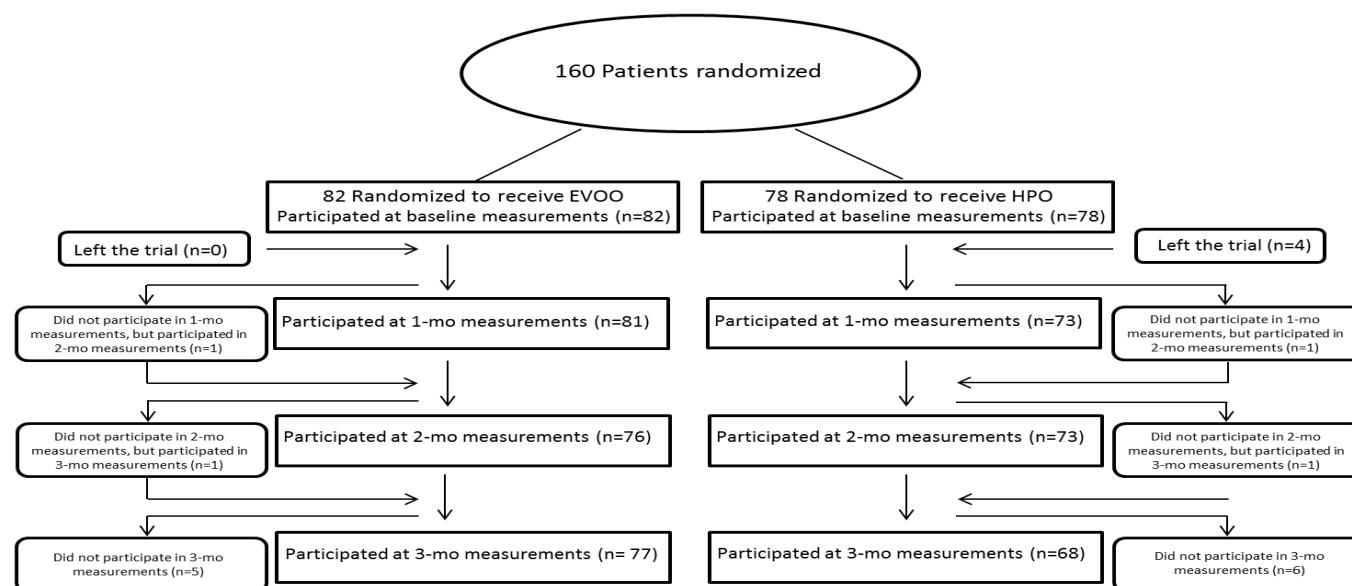 160 Patients randomized
82 Randomized to receive EVOO
Participated at baseline measurements (n=82)
78 Randomized to receive HPO
Participated at baseline measurements (n=78)
Left the trial (n=0)
Left the trial (n=4)
Did not participate in 1-mo
measurements, but participated in
2-mo measurements (n=1)
Participated at 1-mo measurements (n=81)
Participated at 1-mo measurements (n=73)
Did not participate in 1-mo
measurements, but participated in
2-mo measurements (n=1)
Did not participate in 2-mo
measurements, but participated in
3-mo measurements (n=1)
Participated at 2-mo measurements (n=76)
Participated at 2-mo measurements (n=73)
Did not participate in 2-mo
measurements, but participated in
3-mo measurements (n=1)
Did not participate in 3-mo
measurements (n=5)
Participated at 3-mo measurements (n= 77)
Participated at 3-mo measurements (n=68)
Did not participate in 3-mo
measurements (n=6)